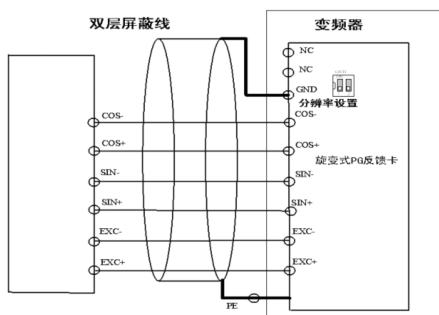 双层屏蔽线
变频器
NC
NC
GND
分辨率设置
COS-
COS-
COS+
COS+
旋变式PG反馈卡
SIN-
SIN-
SIN+
SIN+
EXC-
EXC-
EXC+
EXC+
PE